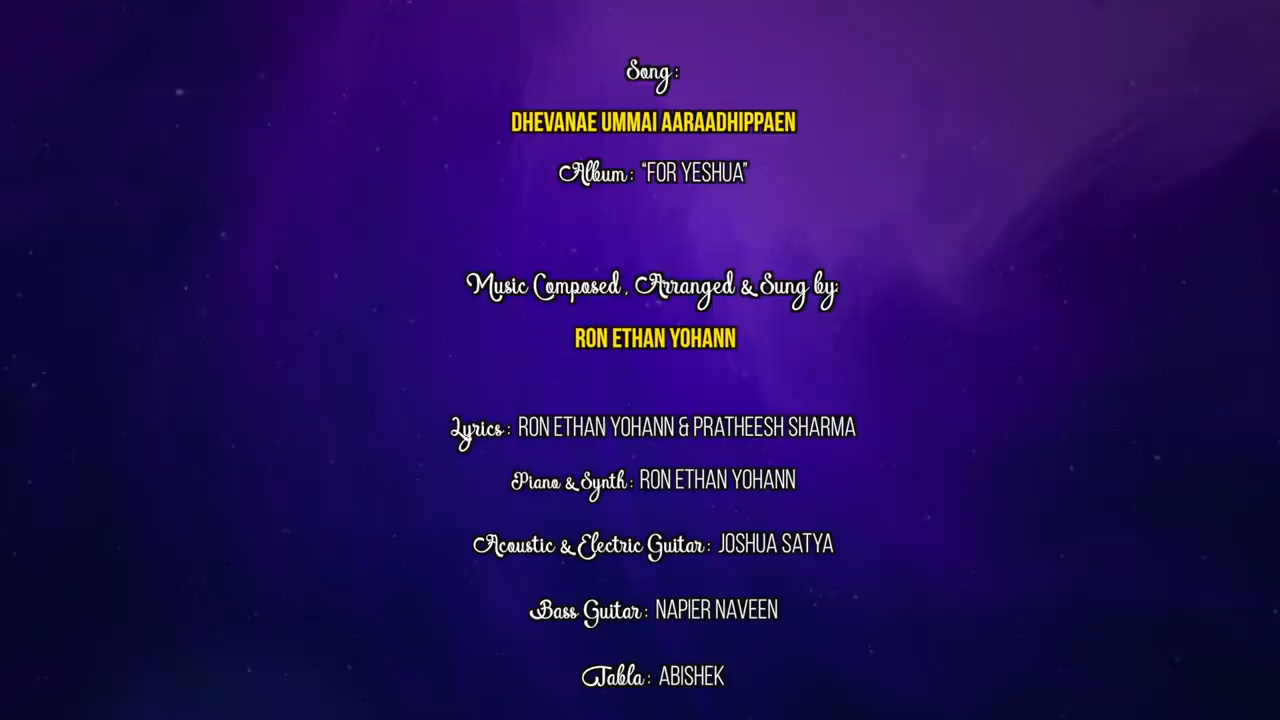 Song :
DHEVANAE UMMAI AARAADHIPPAEN
Album : “FOR YESHUA”
Music Composed , Arranged & Sung by:
RON ETHAN YOHANN
Lyrics : RON ETHAN YOHANN & PRATHEESH SHARMA
Piano & Synth : RON ETHAN YOHANN
Acoustic & Electric Guitar : JOSHUA SATYA
Bass Guitar : NAPIER NAVEEN
Tabla : ABISHEK